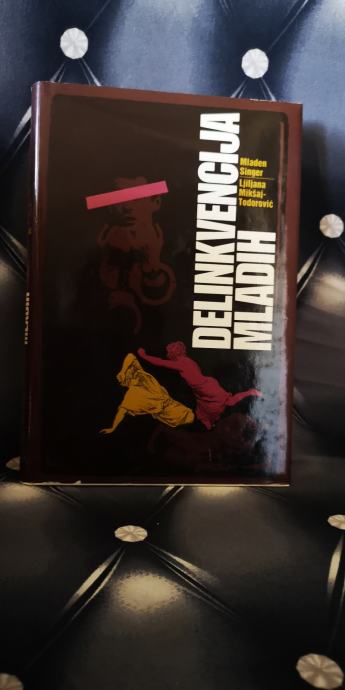 DELINKVENCIJA
MLADIH
Mladen
Singer
Ljiljana
Mikšaj-
Todorović